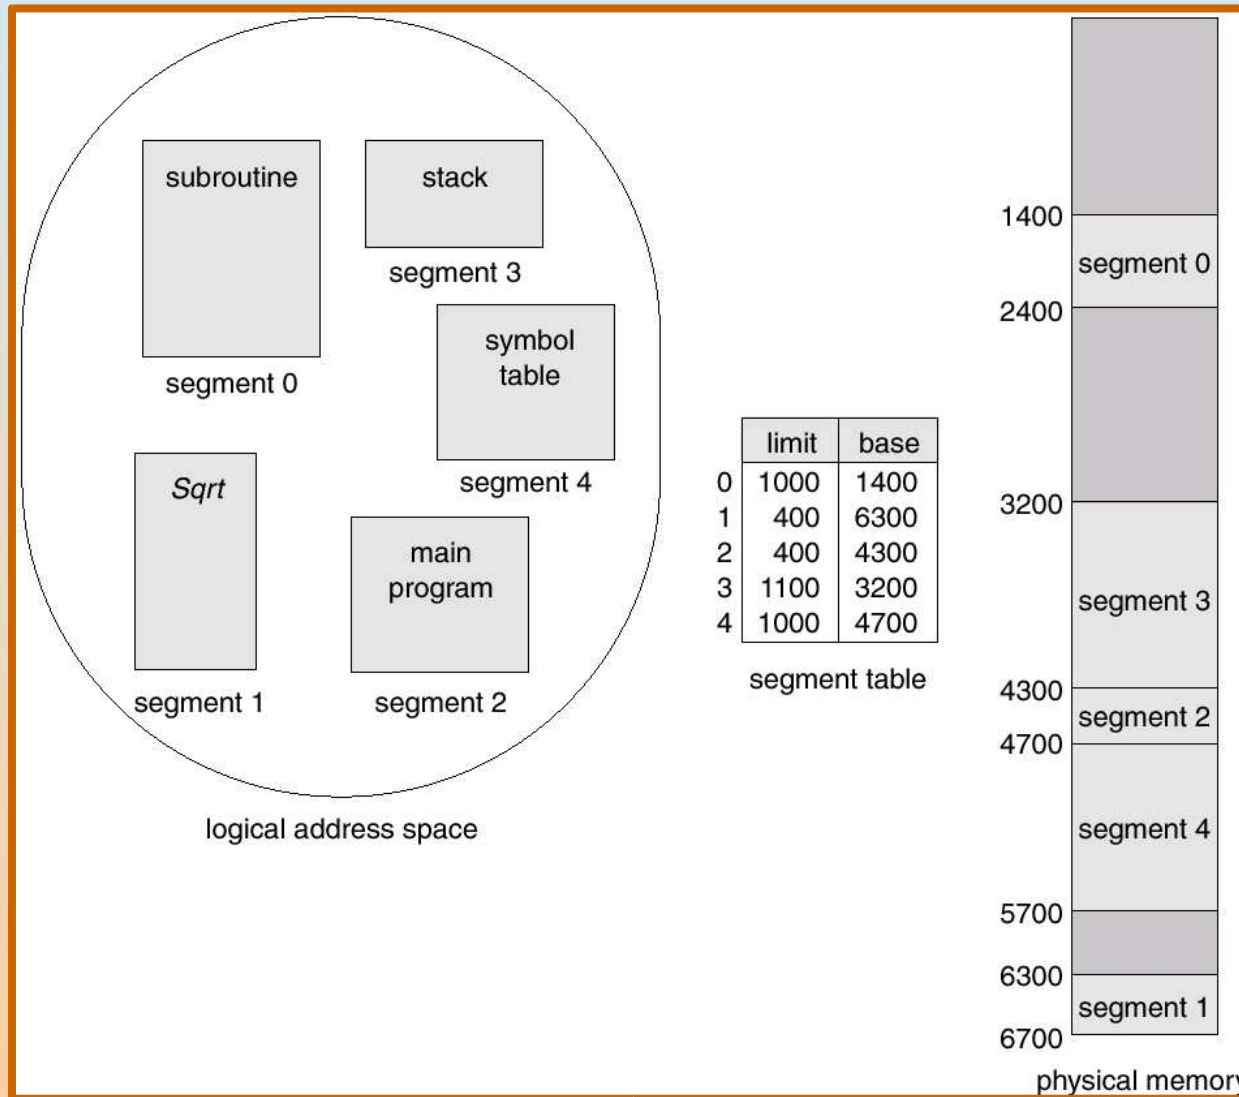 subroutine
segment 0
stack
segment 3
symbol
table
segment 4
Sqrt
segment 1
main
program
segment 2
logical address space
limit base
0 1000 1400
1 400 6300
2 400 4300
3 1100 3200
4 1000 4700
segment table
1400
segment 0
2400
3200
segment 3
4300
segment 2
4700
segment 4
5700
6300
segment 1
6700
physical memory